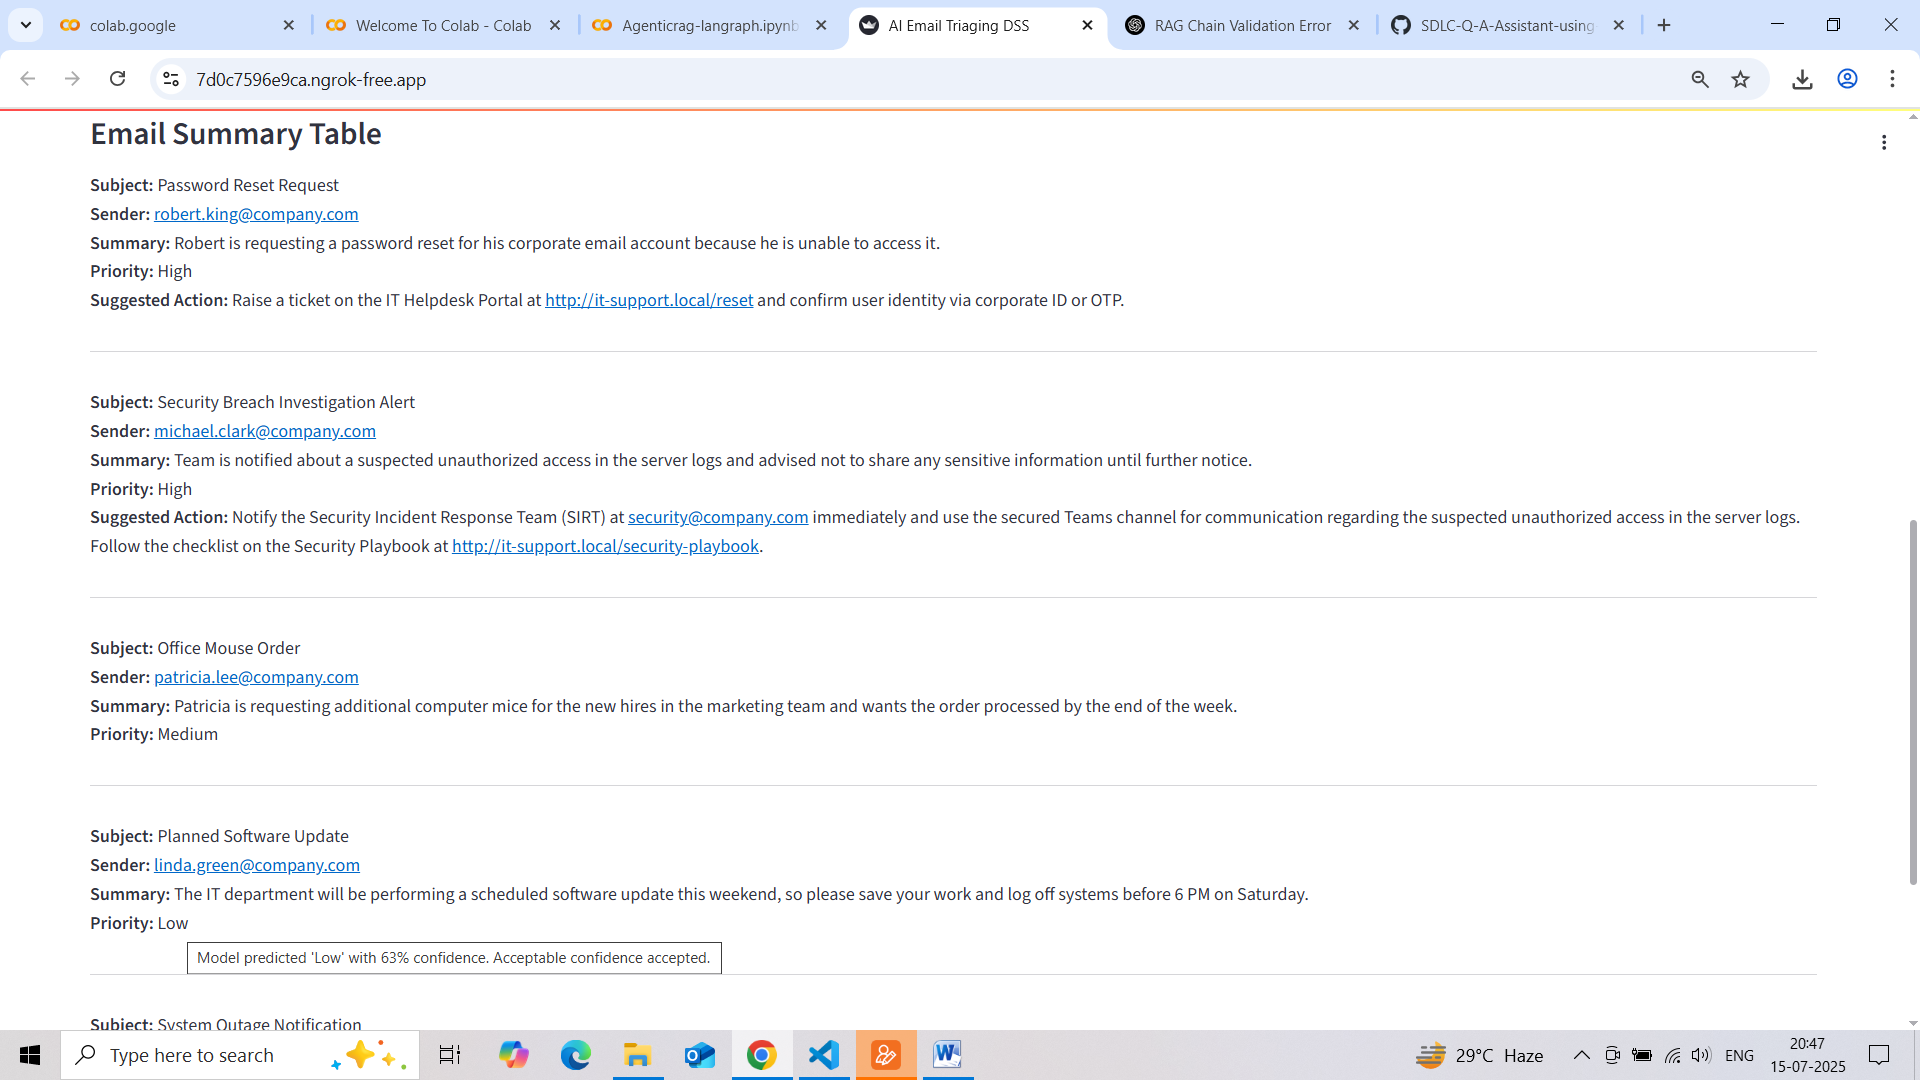 colab.google
Welcome To Colab - Colab
Agenticrag-langraph.ipynb
AI Email Triaging DSS
RAG Chain Validation Error
SDLC-Q-A-Assistant-using
7d0c7596e9ca.ngrok-free.app
Email Summary Table
Subject: Password Reset Request
Sender: robert.king@company.com
Summary: Robert is requesting a password reset for his corporate email account because he is unable to access it.
Priority: High
Suggested Action: Raise a ticket on the IT Helpdesk Portal at http://it-support.local/reset and confirm user identity via corporate ID or OTP.
Subject: Security Breach Investigation Alert
Sender: michael.clark@company.com
Summary: Team is notified about a suspected unauthorized access in the server logs and advised not to share any sensitive information until further notice.
Priority: High
Suggested Action: Notify the Security Incident Response Team (SIRT) at security@company.com immediately and use the secured Teams channel for communication regarding the suspected unauthorized access in the server logs.
Follow the checklist on the Security Playbook at http://it-support.local/security-playbook.
Subject: Office Mouse Order
Sender: patricia.lee@company.com
Summary: Patricia is requesting additional computer mice for the new hires in the marketing team and wants the order processed by the end of the week.
Priority: Medium
Subject: Planned Software Update
Sender: linda.green@company.com
Summary: The IT department will be performing a scheduled software update this weekend, so please save your work and log off systems before 6 PM on Saturday.
Priority: Low
Model predicted 'Low' with 63% confidence. Acceptable confidence accepted.
Subject: System Outage Notification
Type here to search
29°C Haze
ENG
20:47
15-07-2025